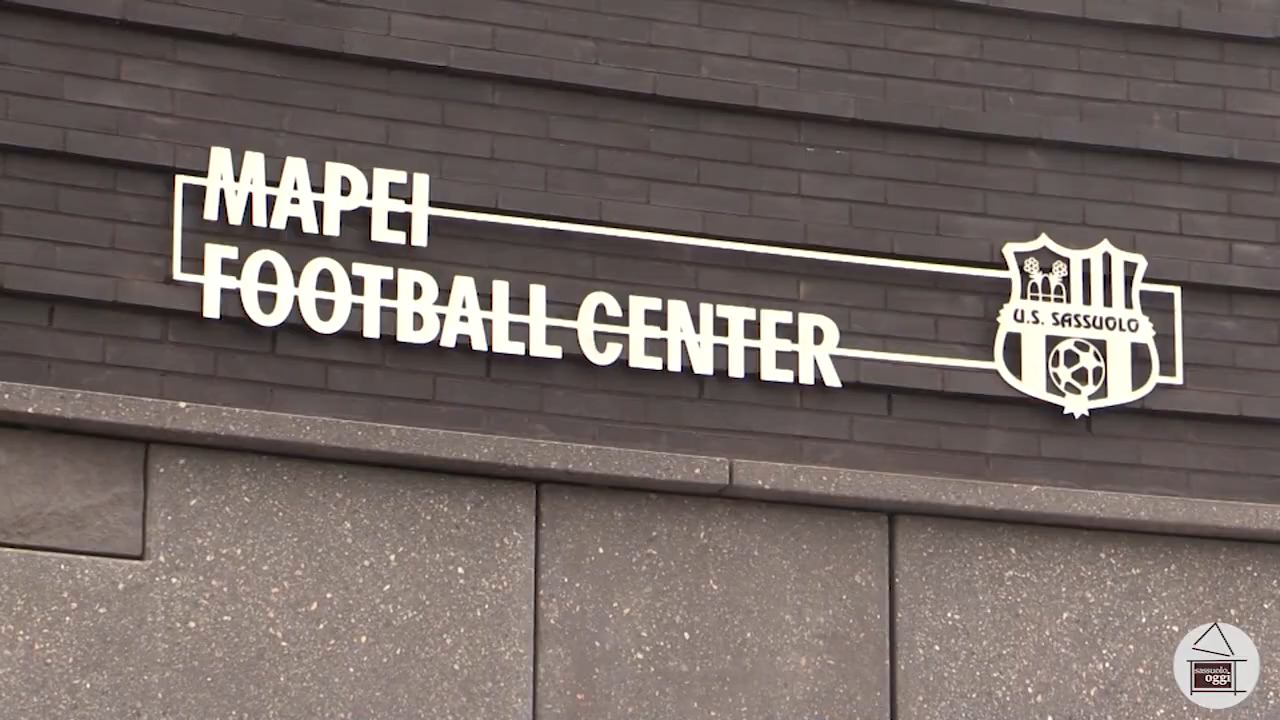 MAPEI
FOOTBALL CENTER
U.S. SASSUOLO
sassuolo.
oggi